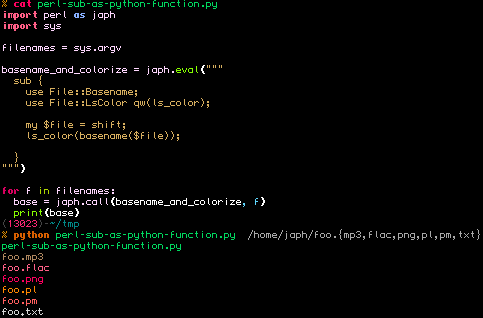 % cat perl-sub-as-python-function.py
import perl as japh
import sys

filenames = sys.argv

basename_and_colorize = japh.eval("""
  sub {
    use File::Basename;
    use File::LsColor qw(ls_color);

    my $file = shift;
    ls_color(basename($file));

  }
""")

for f in filenames:
  base = japh.call(basename_and_colorize, f)
  print(base)
(13023)-~/tmp
% python perl-sub-as-python-function.py  /home/japh/foo.{mp3,flac,png,pl,pm,txt}
perl-sub-as-python-function.py
foo.mp3
foo.flac
foo.png
foo.pl
foo.pm
foo.txt